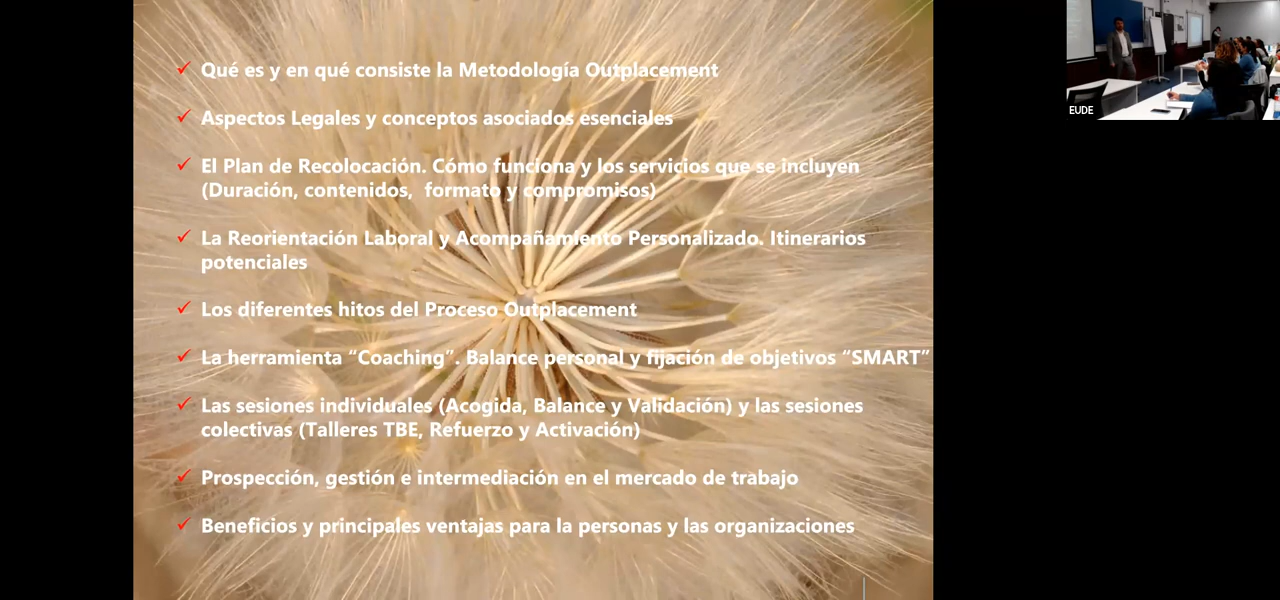 Qué es y en qué consiste la Metodología Outplacement
Aspectos Legales y conceptos asociados esenciales
El Plan de Recolocación. Cómo funciona y los servicios que se incluyen
(Duración, contenidos, formato y compromisos)
La Reorientación Laboral y Acompañamiento Personalizado. Itinerarios
potenciales
Los diferentes hitos del Proceso Outplacement
La herramienta “Coaching”. Balance personal y fijación de objetivos “SMART”
Las sesiones individuales (Acogida, Balance y Validación) y las sesiones
colectivas (Talleres TBE, Refuerzo y Activación)
Prospección, gestión e intermediación en el mercado de trabajo
Beneficios y principales ventajas para la personas y las organizaciones
EUDE